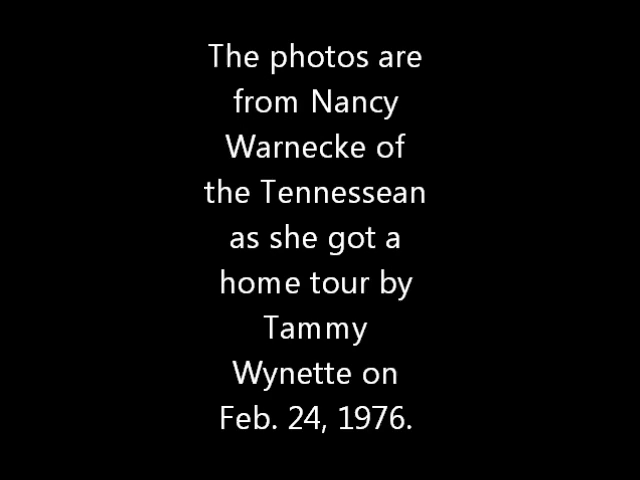 The photos are
from Nancy
Warnecke of
the Tennessean
as she got a
home tour by
Tammy
Wynette on
Feb. 24, 1976.